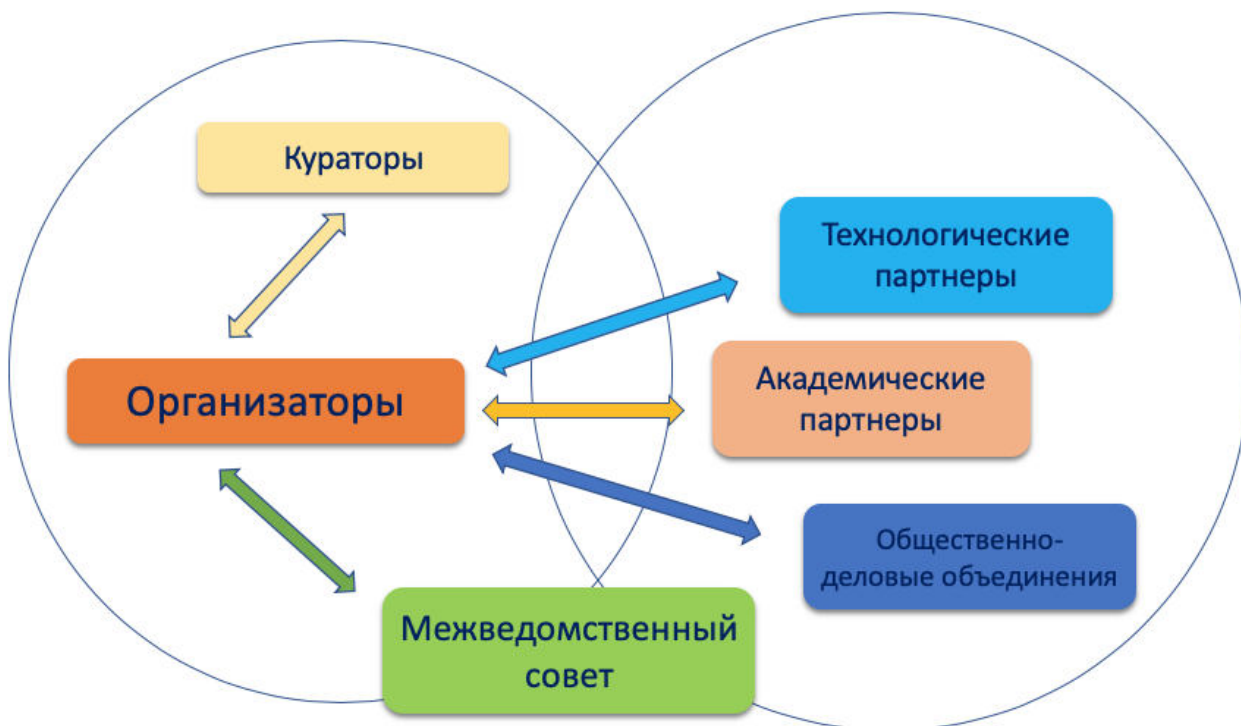 Кураторы
Технологические
партнеры
Организаторы
Академические
партнеры
Общественно-
деловые объединения
Межведомственный
совет